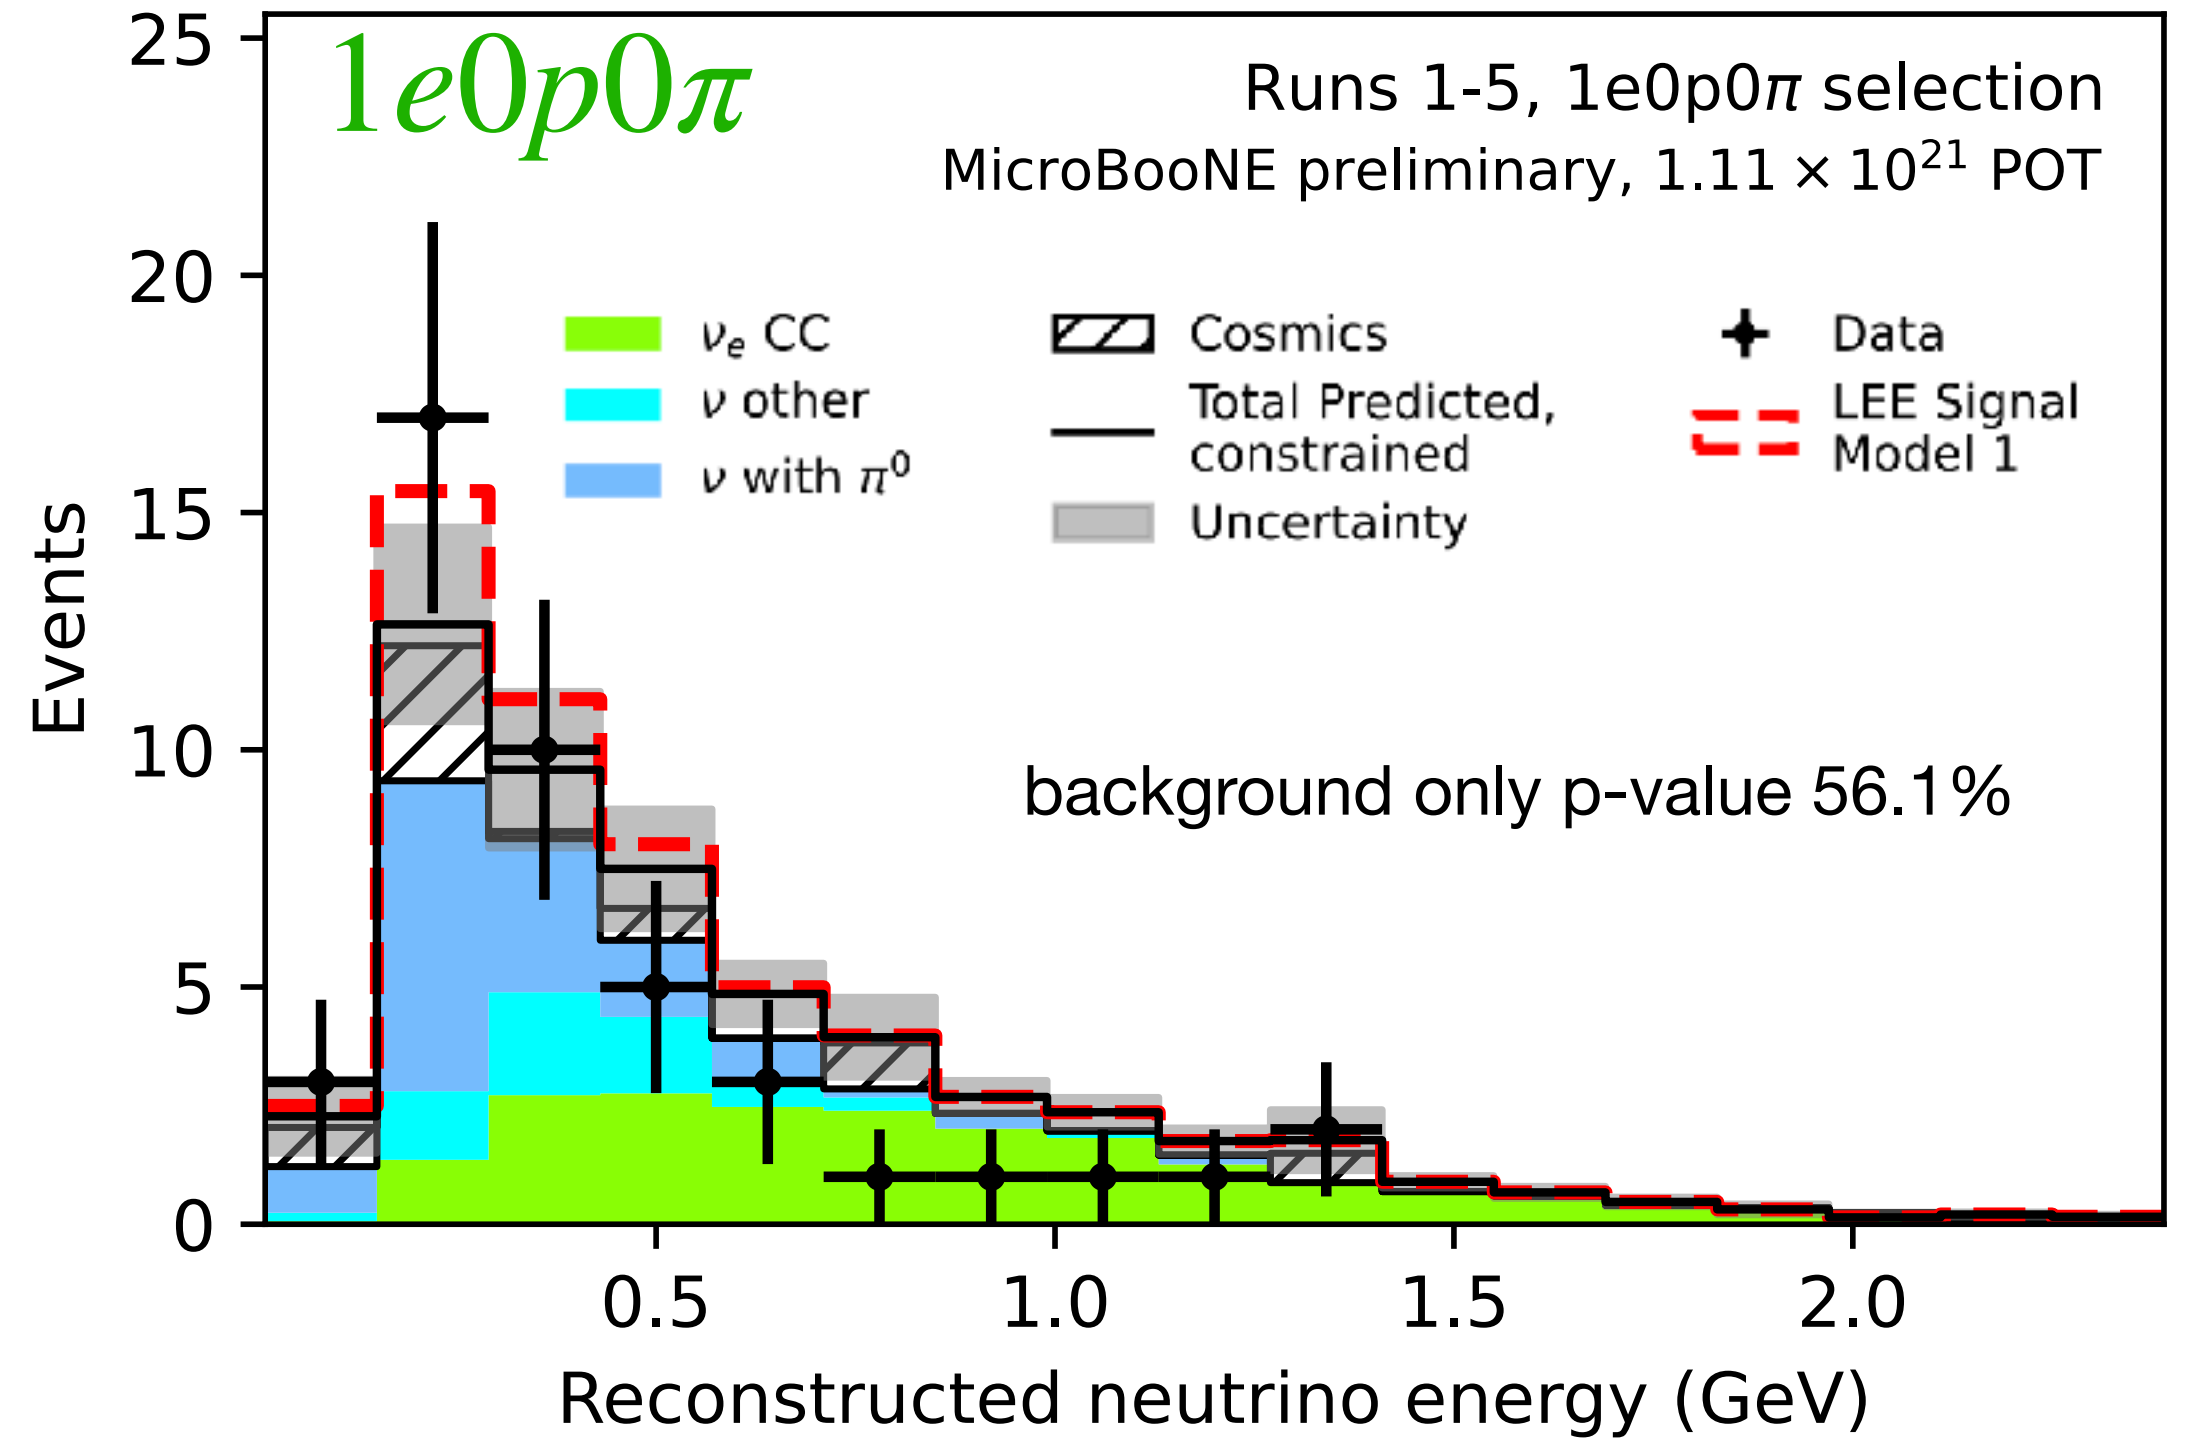 25
20
15
10
5
0
Events
1e0pπ0
Runs 1-5, 1e0p0π selection
MicroBooNE preliminary, 1.11 × 10²¹ POT
νₑ CC
ν other
ν with π⁰
Cosmics
Total Predicted,
constrained
Uncertainty
Data
LEE Signal
Model 1
background only p-value 56.1%
0.5
1.0
1.5
2.0
Reconstructed neutrino energy (GeV)